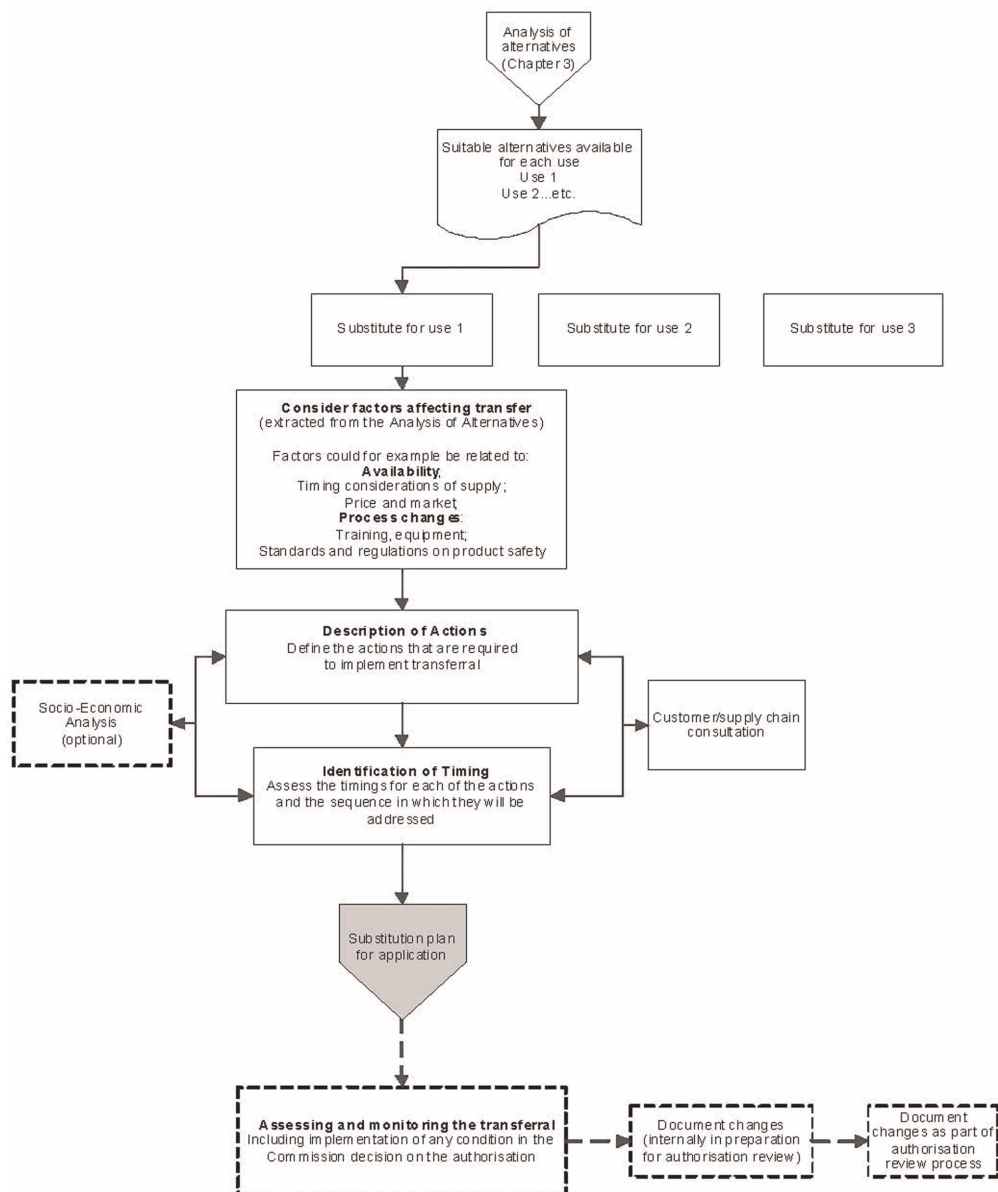 Analysis of
alternatives
(Chapter 3)
Suitable alternatives available
for each use
Use 1
Use 2...etc.
Substitute for use 1
Substitute for use 2
Substitute for use 3
Consider factors affecting transfer
(extracted from the Analysis of Alternatives)
Factors could for example be related to:
Availability;
Timing considerations of supply;
Price and market;
Process changes:
Training, equipment;
Standards and regulations on product safety
Description of Actions
Define the actions that are required
to implement transferral
Socio-Economic
Analysis
(optional)
Customer/supply chain
consultation
Identification of Timing
Assess the timings for each of the actions
and the sequence in which they will be
addressed
Substitution plan
for application
Assessing and monitoring the transferral
Including implementation of any condition in the
Commission decision on the authorisation
Document changes
(internally in preparation
for authorisation review)
Document
changes as part of
authorisation
review process